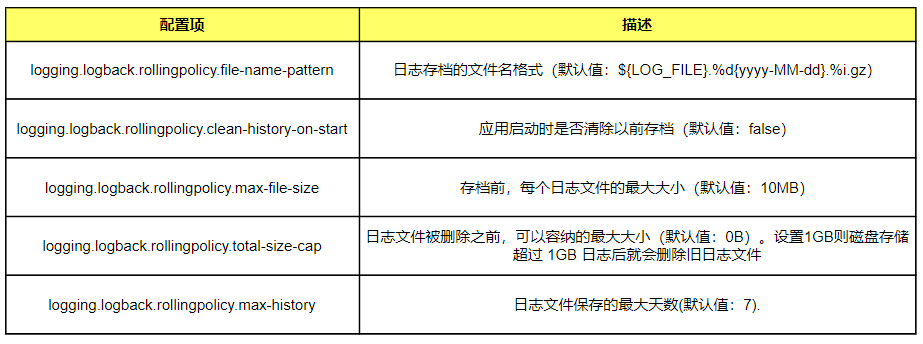 配置项
描述
logging.logback.rollingpolicy.file-name-pattern
日志存档的文件名格式（默认值：${LOG_FILE}.%d{yyyy-MM-dd}.%i.gz）
logging.logback.rollingpolicy.clean-history-on-start
应用启动时是否清除以前存档（默认值：false）
logging.logback.rollingpolicy.max-file-size
存档前，每个日志文件的最大大小（默认值：10MB）
logging.logback.rollingpolicy.total-size-cap
日志文件被删除之前，可以容纳的最大大小（默认值：0B）。设置1GB则磁盘存储
超过 1GB 日志后就会删除旧日志文件
logging.logback.rollingpolicy.max-history
日志文件保存的最大天数(默认值：7).